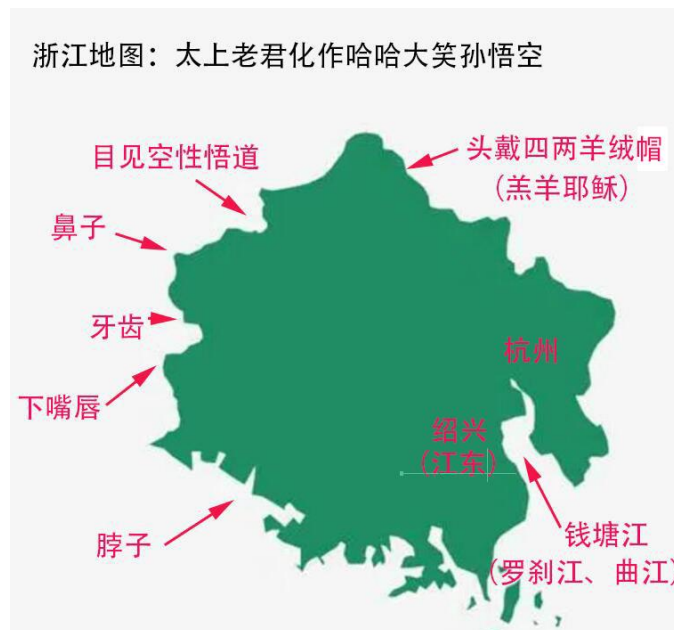 浙江地图：太上老君化作哈哈大笑孙悟空
目见空性悟道
头戴四两羊绒帽
(羔羊耶稣)
鼻子
牙齿
杭州
下嘴唇
绍兴
(江东)
脖子
钱塘江
(罗刹江、曲江)